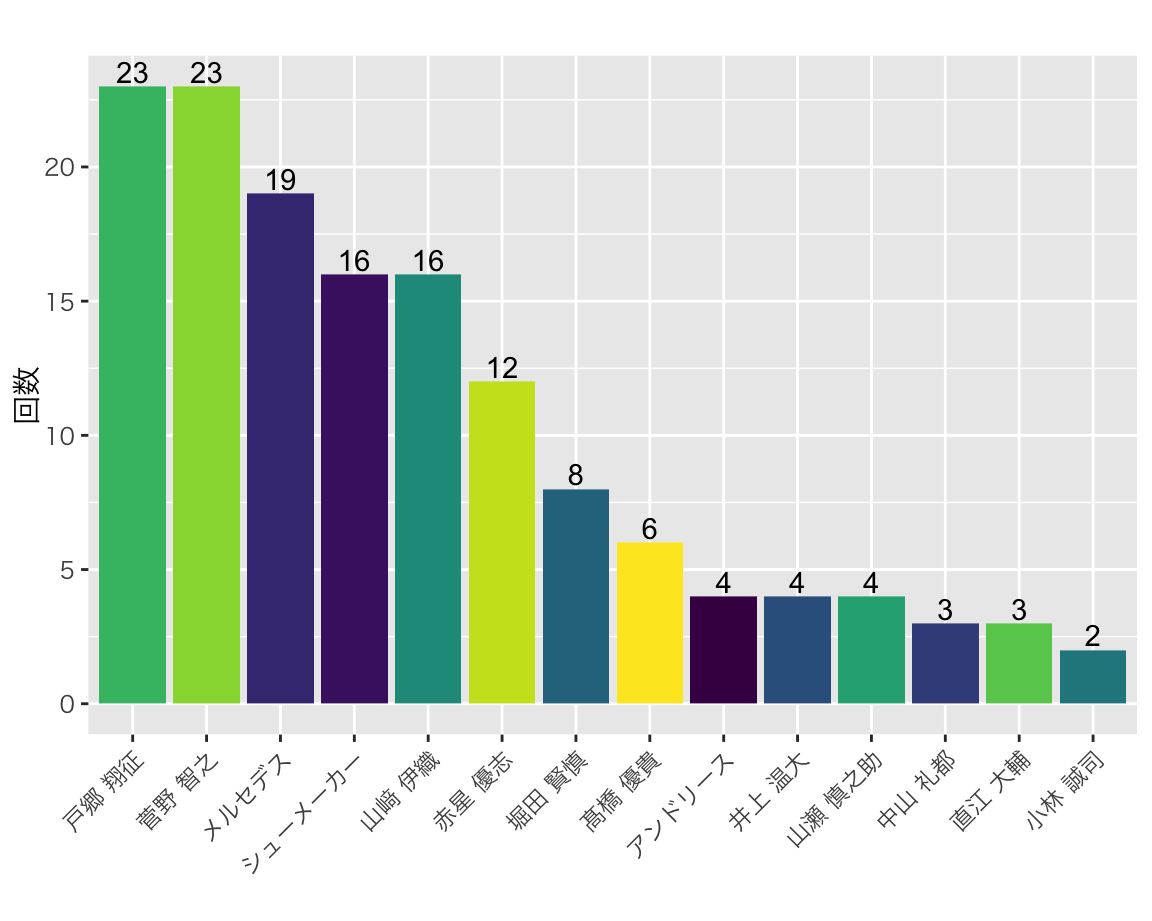 23
23
19
16
16
12
8
6
4
4
4
3
3
2
回数
20
15
10
5
0
戸郷 翔征
菅野 智之
メルセデス
シューメーカー
山﨑 伊織
赤星 優志
堀田 賢慎
髙橋 優貴
アンドリース
井上 温大
山瀬 慎之助
中山 礼都
直江 大輔
小林 誠司